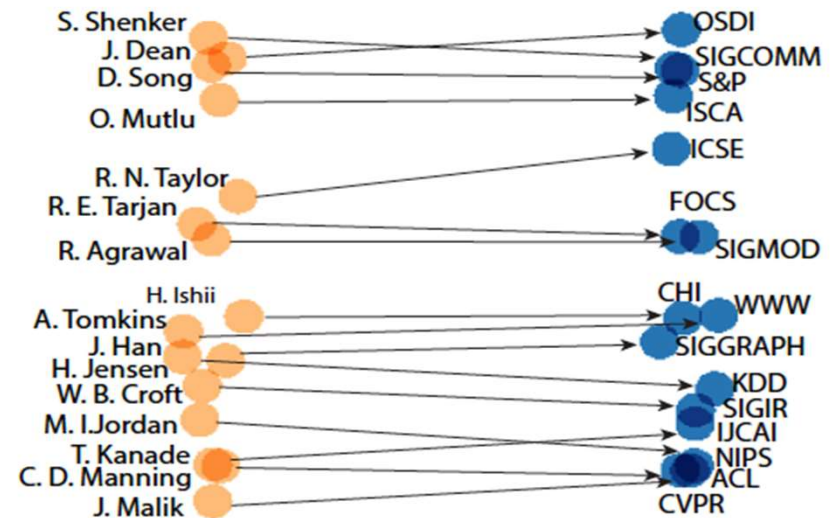 S. Shenker
J. Dean
D. Song
O. Mutlu
R. N. Taylor
R. E. Tarjan
R. Agrawal
H. Ishii
A. Tomkins
J. Han
H. Jensen
W. B. Croft
M. I.Jordan
T. Kanade
C. D. Manning
J. Malik
OSDI
SIGCOMM
S&P
ISCA
ICSE
FOCS
SIGMOD
CHI
WWW
SIGGRAPH
KDD
SIGIR
IJCAI
NIPS
ACL
CVPR